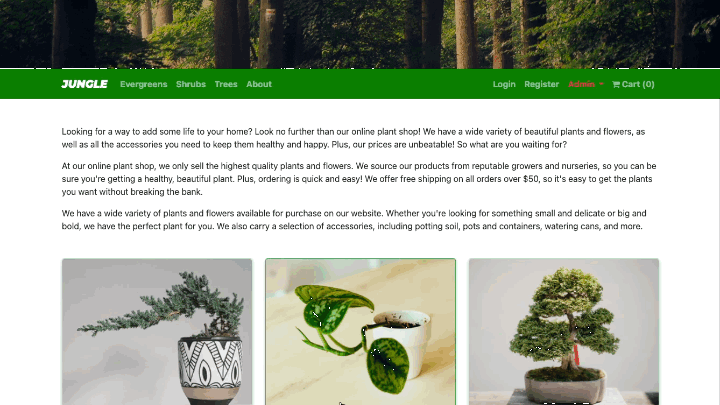 JUNGLE Evergreens Shrubs Trees About Login Register Admin Cart (0)
Looking for a way to add some life to your home? Look no further than our online plant shop! We have a wide variety of beautiful plants and flowers, as
well as all the accessories you need to keep them healthy and happy. Plus, our prices are unbeatable! So what are you waiting for?
At our online plant shop, we only sell the highest quality plants and flowers. We source our products from reputable growers and nurseries, so you can be
sure you're getting a healthy, beautiful plant. Plus, ordering is quick and easy! We offer free shipping on all orders over $50, so it's easy to get the plants
you want without breaking the bank.
We have a wide variety of plants and flowers available for purchase on our website. Whether you're looking for something small and delicate or big and
bold, we have the perfect plant for you. We also carry a selection of accessories, including potting soil, pots and containers, watering cans, and more.